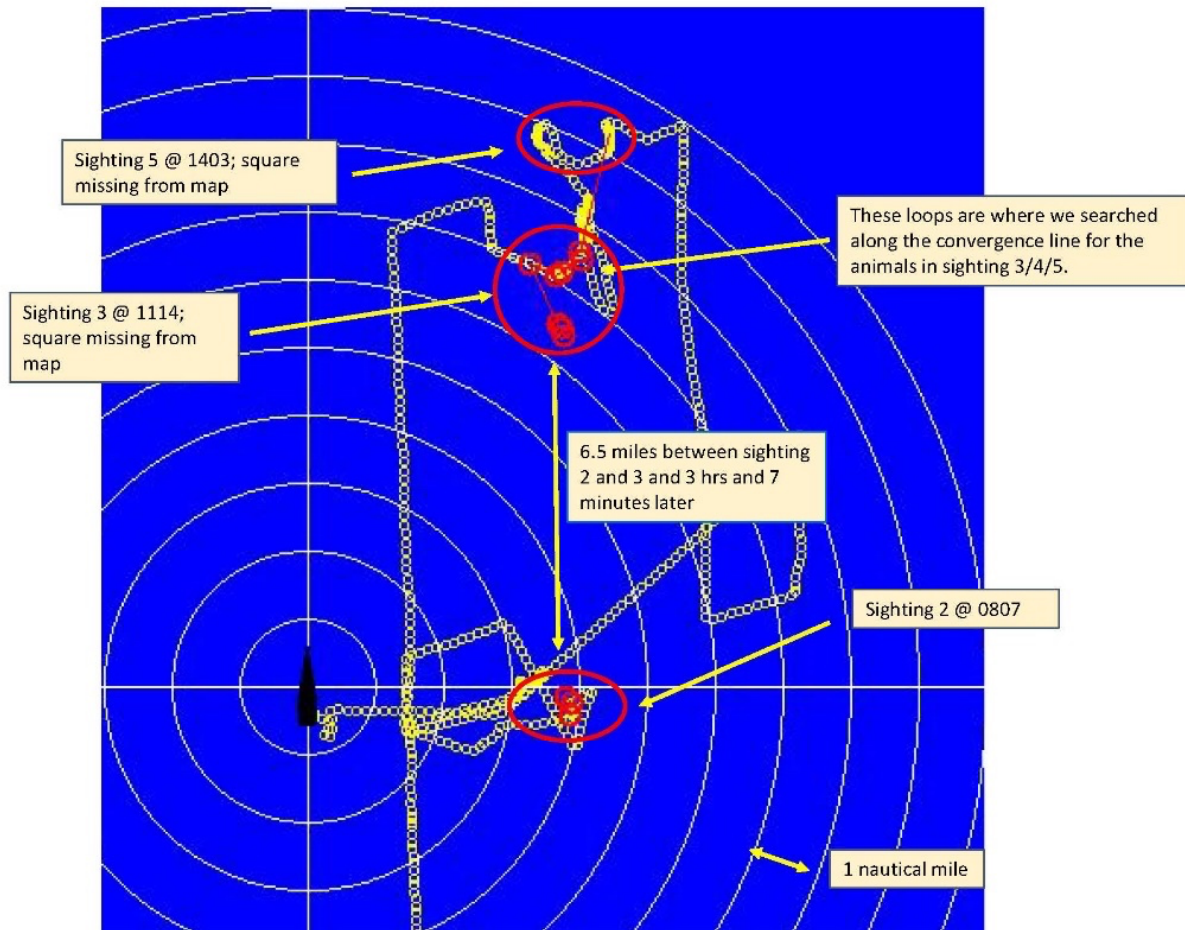 Sighting 5 @ 1403; square
missing from map
These loops are where we searched
along the convergence line for the
animals in sighting 3/4/5.
Sighting 3 @ 1114;
square missing from
map
6.5 miles between sighting
2 and 3 and 3 hrs and 7
minutes later
Sighting 2 @ 0807
1 nautical mile